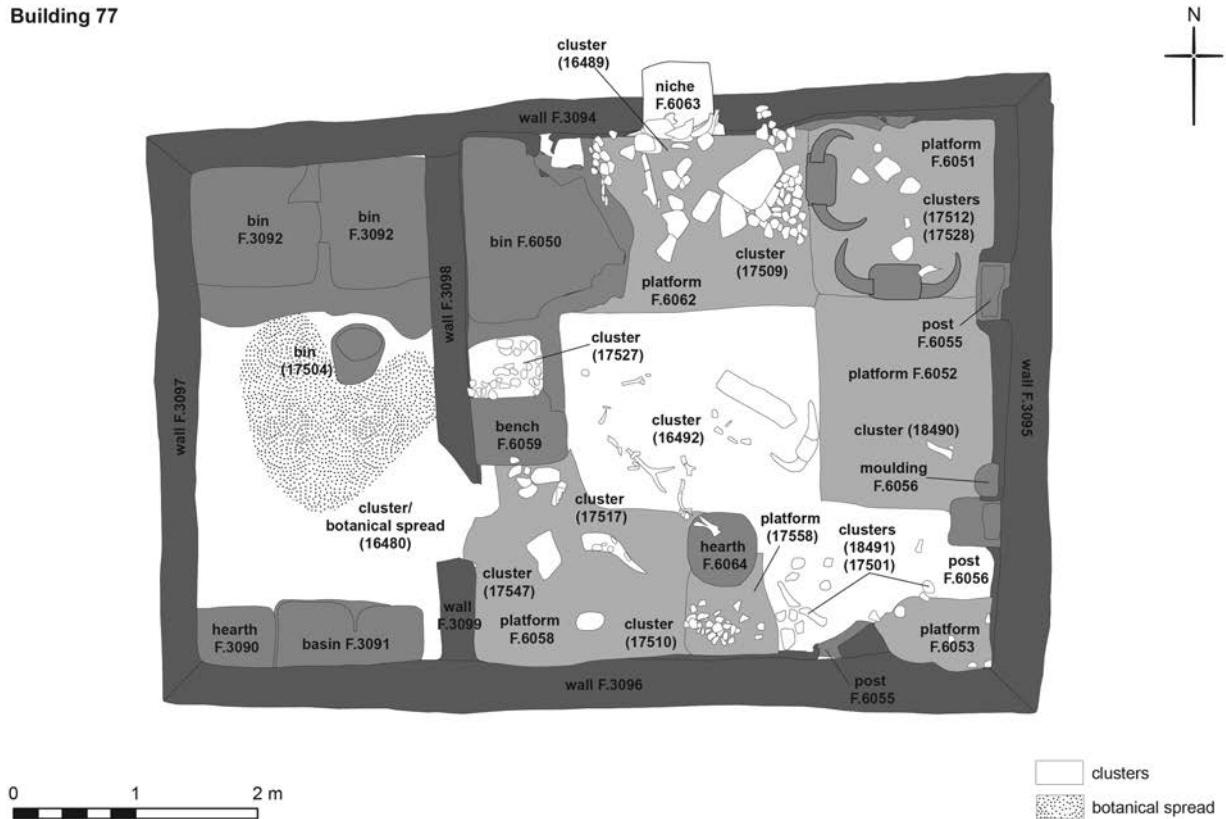 Building 77
N
cluster
(16489)
niche
F.6063
wall F.3094
platform
F.6051
clusters
(17512)
(17528)
bin
F.3092
bin
F.3092
bin F.6050
wall F.3098
cluster
(17509)
platform
F.6062
post
F.6055
bin
(17504)
cluster
(17527)
platform F.6052
wall F.3097
wall F.3095
bench
F.6059
cluster
(16492)
cluster (18490)
moulding
F.6056
cluster/
botanical spread
(16480)
cluster
(17517)
platform
(17558)
clusters
(18491)
(17501)
hearth
F.6064
post
F.6056
cluster
(17547)
wall
F.3099
platform
F.6058
cluster
(17510)
platform
F.6053
hearth
F.3090
basin F.3091
wall F.3096
post
F.6055
0 1 2 m
clusters
botanical spread